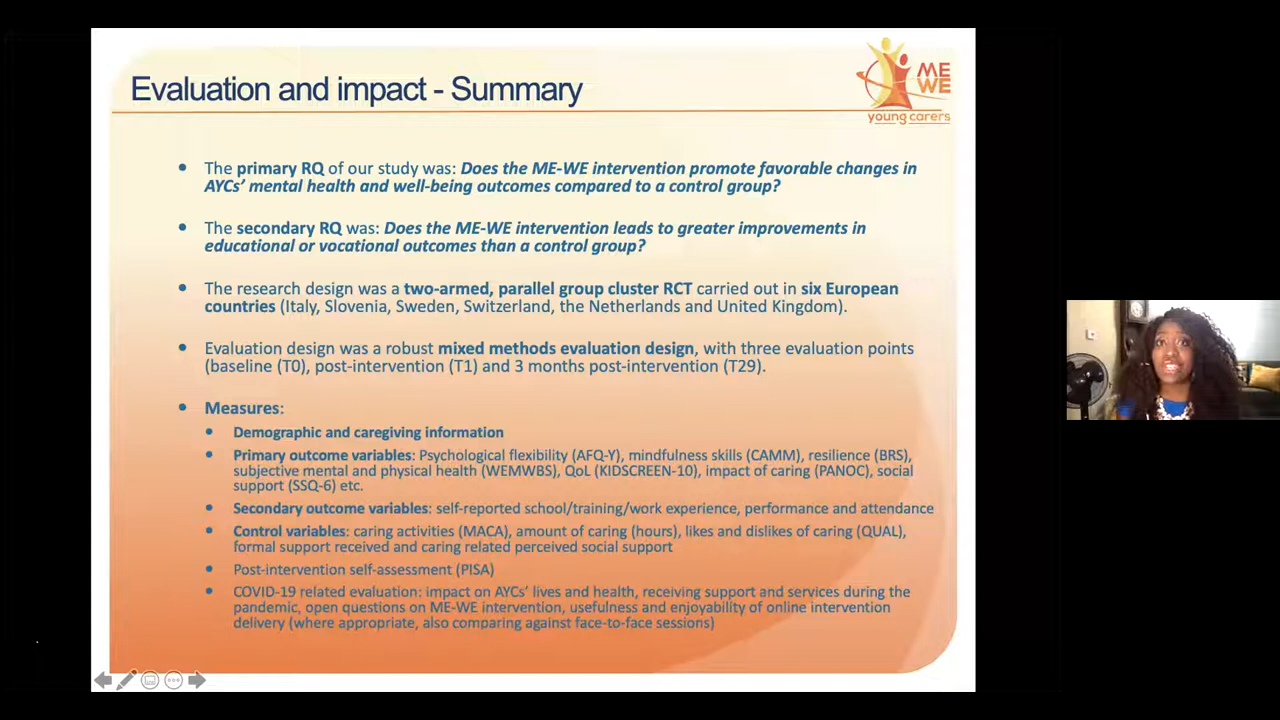 Evaluation and impact - Summary
ME
WE
young carers
The primary RQ of our study was: Does the ME-WE intervention promote favorable changes in
AYCs' mental health and well-being outcomes compared to a control group?
The secondary RQ was: Does the ME-WE intervention leads to greater improvements in
educational or vocational outcomes than a control group?
The research design was a two-armed, parallel group cluster RCT carried out in six European
countries (Italy, Slovenia, Sweden, Switzerland, the Netherlands and United Kingdom).
Evaluation design was a robust mixed methods evaluation design, with three evaluation points
(baseline (T0), post-intervention (T1) and 3 months post-intervention (T29).
Measures:
Demographic and caregiving information
Primary outcome variables: Psychological flexibility (AFQ-Y), mindfulness skills (CAMM), resilience (BRS),
subjective mental and physical health (WEMWBS), QoL (KIDSCREEN-10), impact of caring (PANOC), social
support (SSQ-6) etc.
Secondary outcome variables: self-reported school/training/work experience, performance and attendance
Control variables: caring activities (MACA), amount of caring (hours), likes and dislikes of caring (QUAL),
formal support received and caring related perceived social support
Post-intervention self-assessment (PISA)
COVID-19 related evaluation: impact on AYCs' lives and health, receiving support and services during the
pandemic, open questions on ME-WE intervention, usefulness and enjoyability of online intervention
delivery (where appropriate, also comparing against face-to-face sessions)